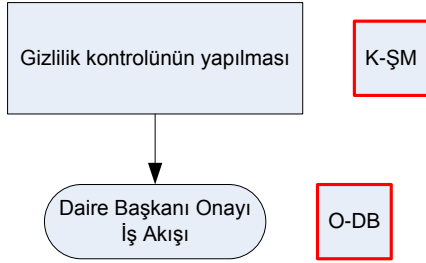 Gizlilik kontrolünün yapılması
K-ŞM
Daire Başkanı Onayı
İş Akışı
O-DB